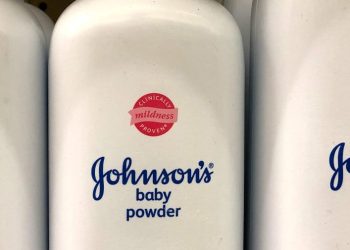 CLINICALLY
mildness
PROVEN
Johnson's®
baby
powder
J